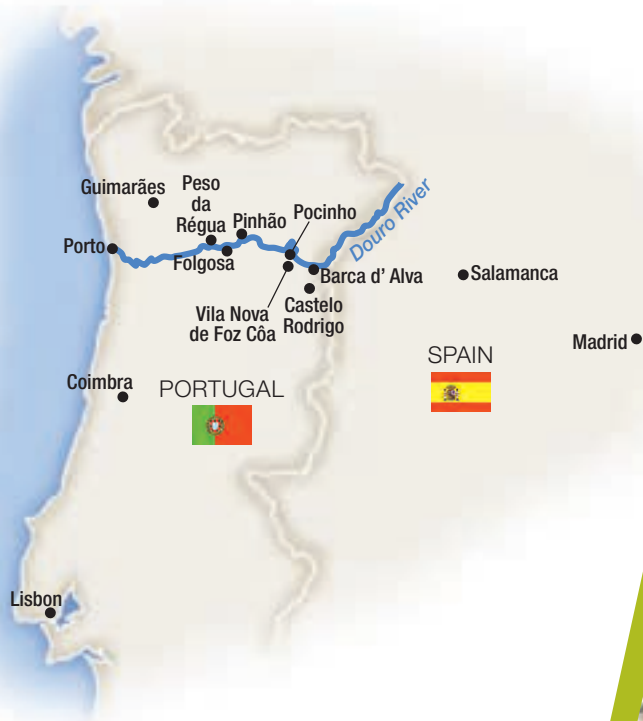 Guimarães
Peso
da
Régua
Pinhão
Pocinho
Douro River
Porto
Folgosa
Barca d' Alva
Salamanca
Vila Nova
de Foz Côa
Castelo
Rodrigo
Madrid
SPAIN
Coimbra
PORTUGAL
Lisbon